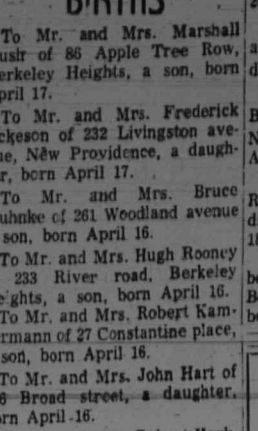 BIRTHS
To Mr. and Mrs. Marshall
of 86 Apple Tree Row,
erkeley Heights, a son, born
pril 17.
To Mr. and Mrs. Frederick
ckeson of 232 Livingston ave-
ue, New Providence, a daugh-
r, born April 17.
To Mr. and Mrs. Bruce
uhnke of 261 Woodland avenue
son, born April 16.
To Mr. and Mrs. Hugh Rooney
233 River road, Berkeley
eights, a son, born April 16.
To Mr. and Mrs. Robert Kam-
ermann of 27 Constantine place,
son, born April 16.
To Mr. and Mrs. John Hart of
6 Broad street, a daughter,
rn April 16.